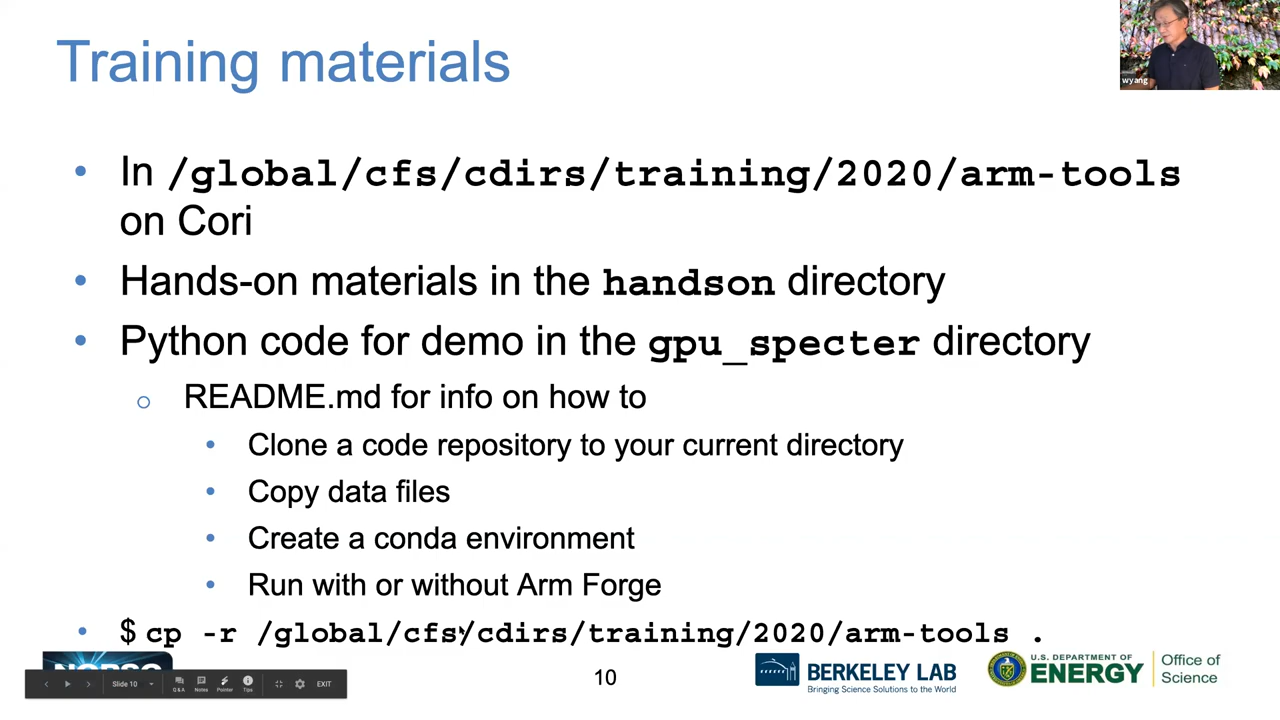 Training materials
wyang
• In /global/cfs/cdirs/training/2020/arm-tools
on Cori
• Hands-on materials in the handson directory
• Python code for demo in the gpu_specter directory
○ README.md for info on how to
• Clone a code repository to your current directory
• Copy data files
• Create a conda environment
• Run with or without Arm Forge
• $ cp -r /global/cfs/cdirs/training/2020/arm-tools .
Slide 10
Q&A
Notes
Pointer
Tips
EXIT
10
BERKELEY LAB
Bringing Science Solutions to the World
U.S. DEPARTMENT OF
ENERGY
Office of
Science